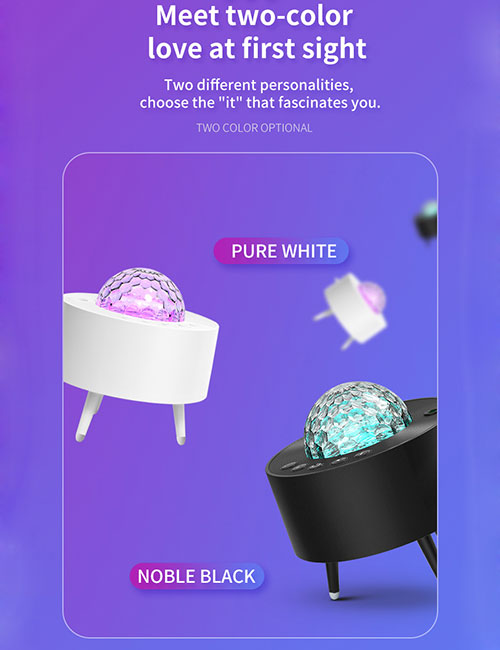 Meet two-color
love at first sight
Two different personalities,
choose the "it" that fascinates you.
TWO COLOR OPTIONAL
PURE WHITE
NOBLE BLACK